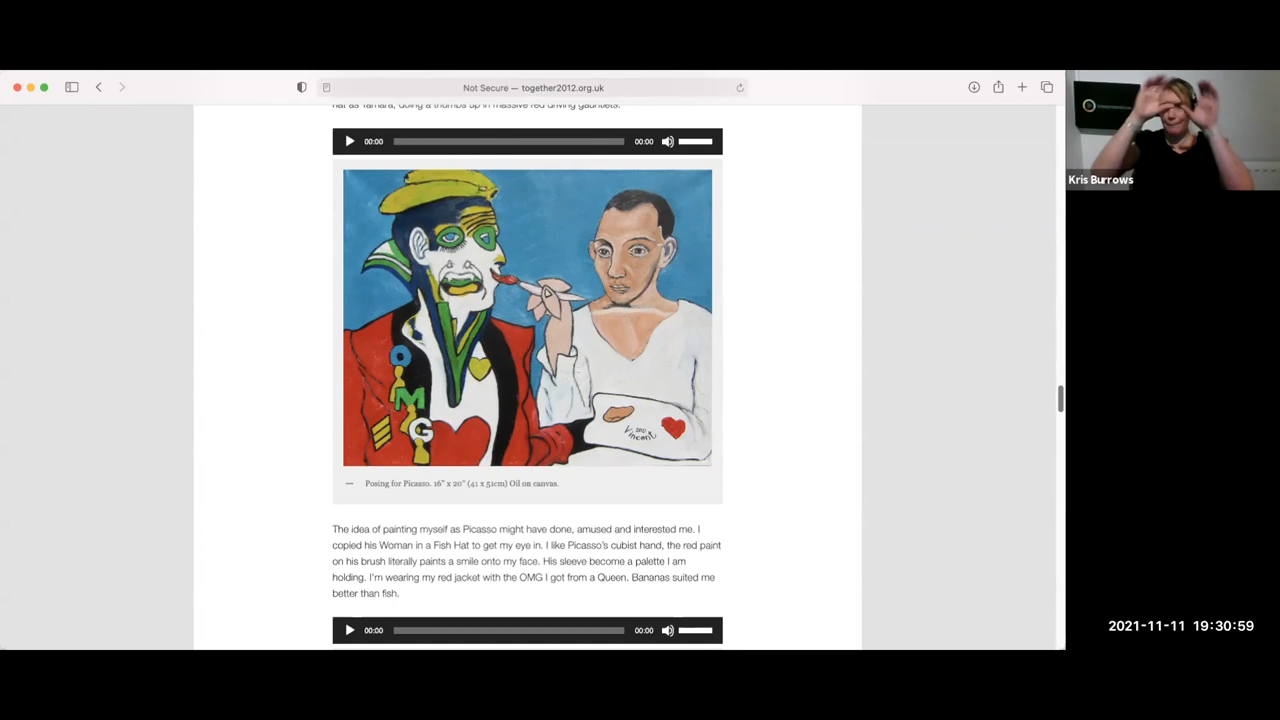 Not Secure — together2012.org.uk
hat as Tamara, doing a thumbs up in massive red driving gauntlets.
00:00 00:00
Kris Burrows
O
M
G
2021
Vincent
Posing for Picasso. 16" x 20" (41 x 51cm) Oil on canvas.
The idea of painting myself as Picasso might have done, amused and interested me. I
copied his Woman in a Fish Hat to get my eye in. I like Picasso's cubist hand, the red paint
on his brush literally paints a smile onto my face. His sleeve become a palette I am
holding. I'm wearing my red jacket with the OMG I got from a Queen. Bananas suited me
better than fish.
00:00 00:00
2021-11-11 19:30:59